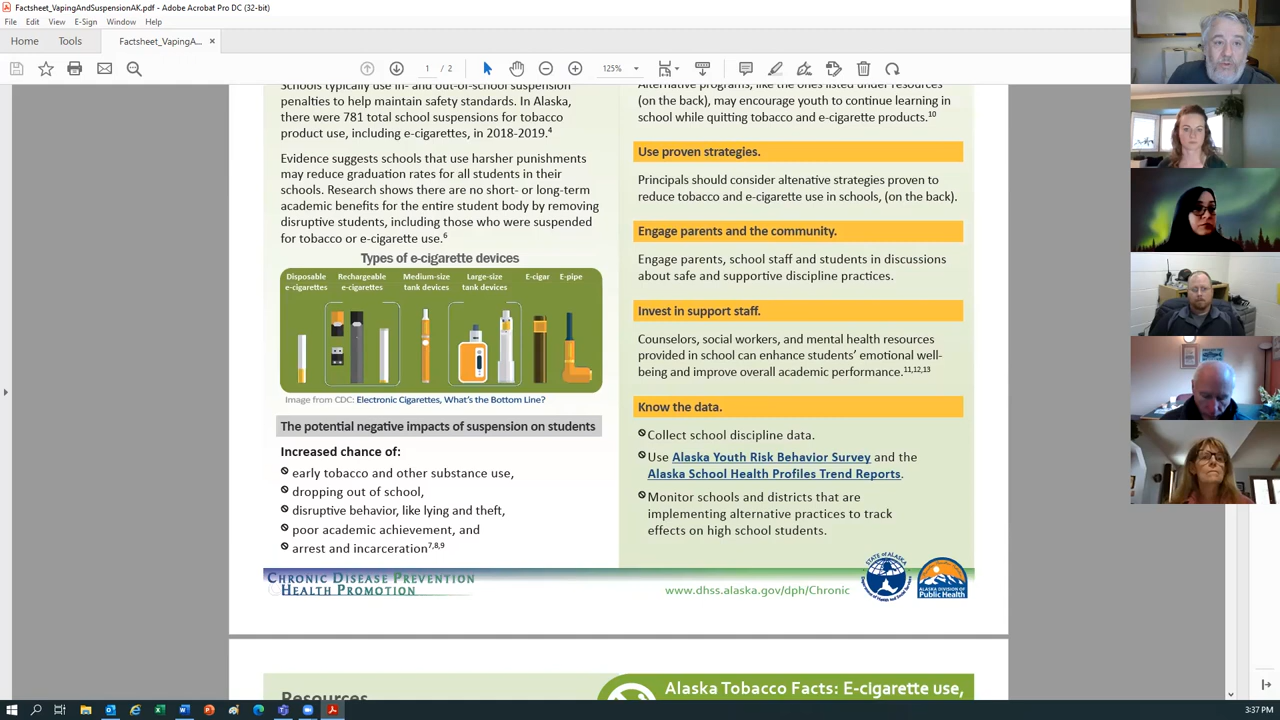 Factsheet_VapingAndSuspensionAK.pdf - Adobe Acrobat Pro DC (32-bit)
File Edit View E-Sign Window Help
Home Tools Factsheet_VapingA... ×
1 / 2 125%
Schools typically use in- and out-of-school suspension
penalties to help maintain safety standards. In Alaska,
there were 781 total school suspensions for tobacco
product use, including e-cigarettes, in 2018-2019.4
Evidence suggests schools that use harsher punishments
may reduce graduation rates for all students in their
schools. Research shows there are no short- or long-term
academic benefits for the entire student body by removing
disruptive students, including those who were suspended
for tobacco or e-cigarette use.6
Types of e-cigarette devices
Disposable e-cigarettes
Rechargeable e-cigarettes
Medium-size tank devices
Large-size tank devices
E-cigar
E-pipe
Image from CDC: Electronic Cigarettes, What's the Bottom Line?
The potential negative impacts of suspension on students
Increased chance of:
early tobacco and other substance use,
dropping out of school,
disruptive behavior, like lying and theft,
poor academic achievement, and
arrest and incarceration7,8,9
Alternative programs, like the ones listed under resources
(on the back), may encourage youth to continue learning in
school while quitting tobacco and e-cigarette products.10
Use proven strategies.
Principals should consider altenative strategies proven to
reduce tobacco and e-cigarette use in schools, (on the back).
Engage parents and the community.
Engage parents, school staff and students in discussions
about safe and supportive discipline practices.
Invest in support staff.
Counselors, social workers, and mental health resources
provided in school can enhance students' emotional well-
being and improve overall academic performance.11,12,13
Know the data.
Collect school discipline data.
Use Alaska Youth Risk Behavior Survey and the
Alaska School Health Profiles Trend Reports.
Monitor schools and districts that are
implementing alternative practices to track
effects on high school students.
Chronic Disease Prevention
Health Promotion
www.dhss.alaska.gov/dph/Chronic
STATE OF ALASKA
ALASKA DIVISION OF
Public Health
Resources
Alaska Tobacco Facts: E-cigarette use,
3:37 PM